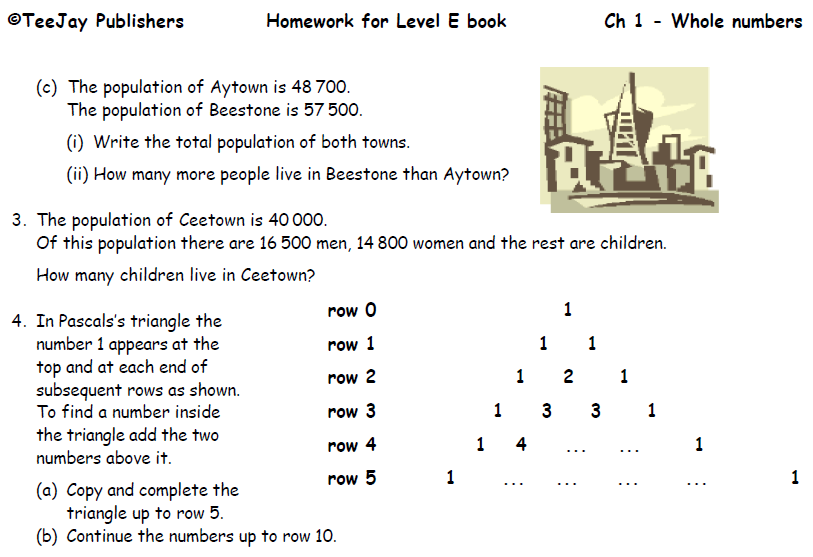 ©TeeJay Publishers Homework for Level E book Ch 1 - Whole numbers
(c) The population of Aytown is 48 700.
The population of Beestone is 57 500.
(i) Write the total population of both towns.
(ii) How many more people live in Beestone than Aytown?
3. The population of Ceetown is 40 000.
Of this population there are 16 500 men, 14 800 women and the rest are children.
How many children live in Ceetown?
4. In Pascals's triangle the
number 1 appears at the
top and at each end of
subsequent rows as shown.
To find a number inside
the triangle add the two
numbers above it.
(a) Copy and complete the
triangle up to row 5.
(b) Continue the numbers up to row 10.
row 0 1
row 1 1 1
row 2 1 2 1
row 3 1 3 3 1
row 4 1 4 ... ... 1
row 5 1 ... ... ... ... 1